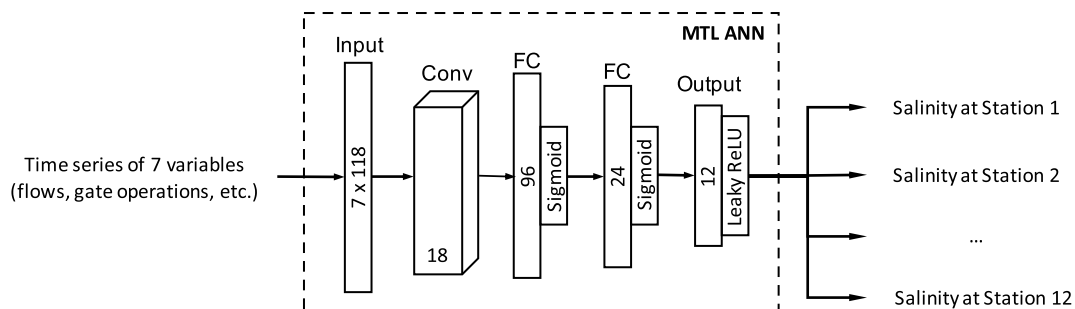 MTL ANN
Input
Conv
FC
FC
Output
Time series of 7 variables
(flows, gate operations, etc.)
7 x 118
18
96
Sigmoid
24
Sigmoid
12
Leaky ReLU
Salinity at Station 1
Salinity at Station 2
...
Salinity at Station 12